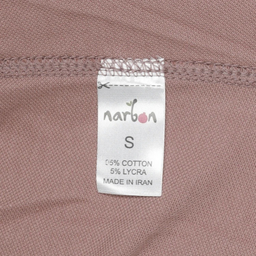 narbon
S
95% COTTON
5% LYCRA
MADE IN IRAN